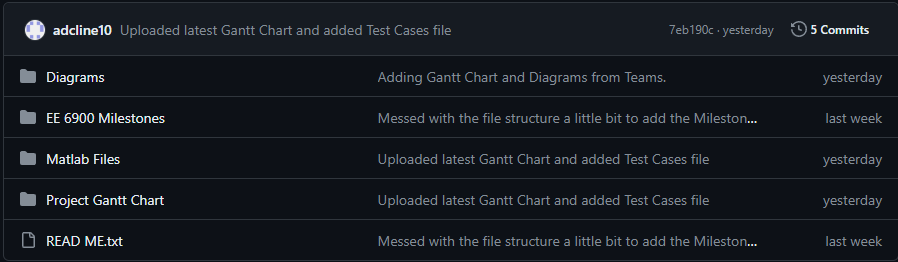 adcline10 Uploaded latest Gantt Chart and added Test Cases file 7eb190c · yesterday 5 Commits
Diagrams Adding Gantt Chart and Diagrams from Teams. yesterday
EE 6900 Milestones Messed with the file structure a little bit to add the Mileston... last week
Matlab Files Uploaded latest Gantt Chart and added Test Cases file yesterday
Project Gantt Chart Uploaded latest Gantt Chart and added Test Cases file yesterday
READ ME.txt Messed with the file structure a little bit to add the Mileston... last week